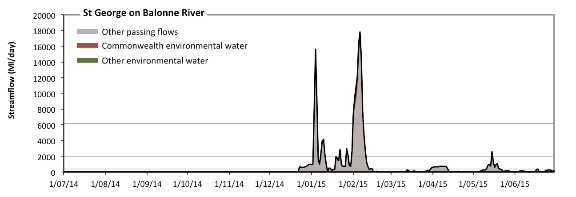 St George on Balonne River
Streamflow (Ml/day)
20000
18000
16000
14000
12000
10000
8000
6000
4000
2000
0
Other passing flows
Commonwealth environmental water
Other environmental water
1/07/14 1/08/14 1/09/14 1/10/14 1/11/14 1/12/14 1/01/15 1/02/15 1/03/15 1/04/15 1/05/15 1/06/15